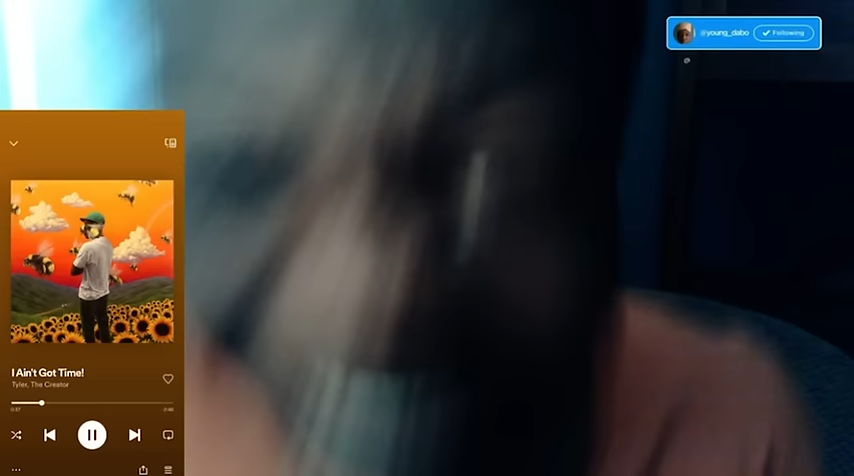 @young_dabo
Following
I Ain't Got Time!
Tyler, The Creator